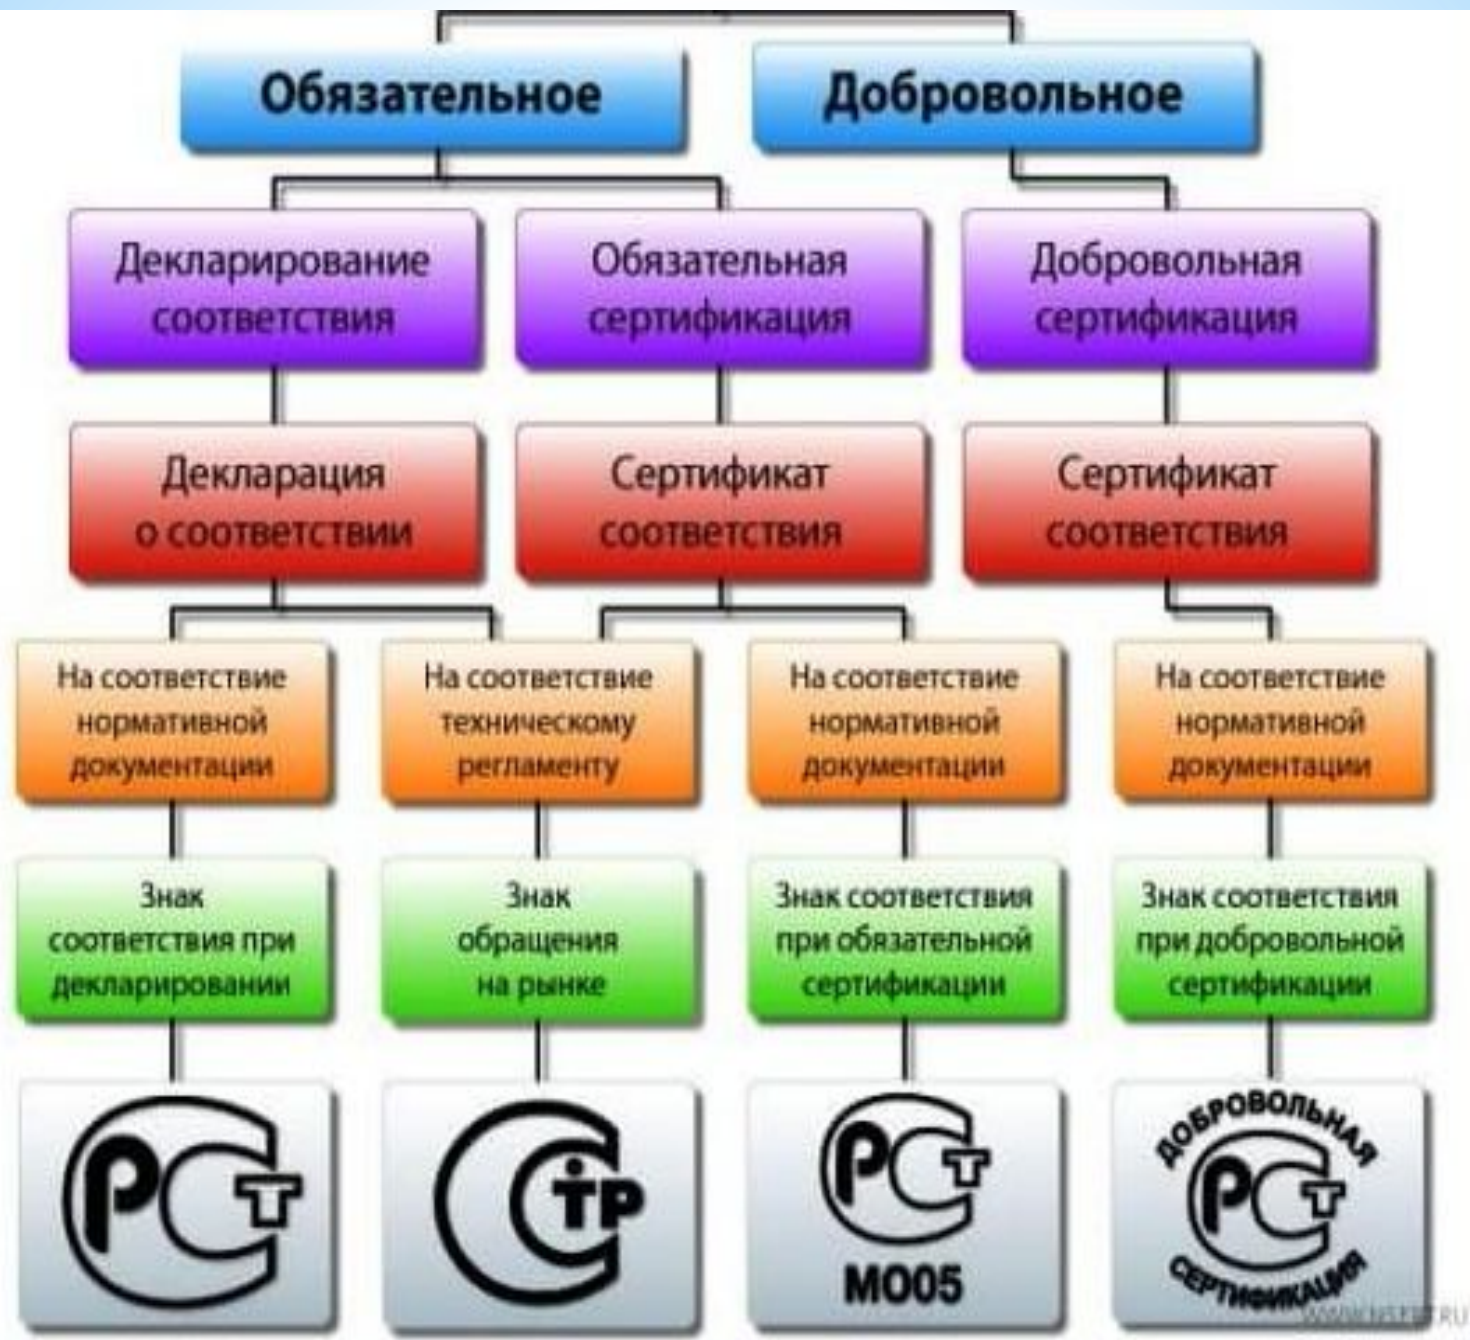 Обязательное
Добровольное
Декларирование
соответствия
Обязательная
сертификация
Добровольная
сертификация
Декларация
о соответствии
Сертификат
соответствия
Сертификат
соответствия
На соответствие
нормативной
документации
На соответствие
техническому
регламенту
На соответствие
нормативной
документации
На соответствие
нормативной
документации
Знак
соответствия при
декларировании
Знак
обращения
на рынке
Знак соответствия
при обязательной
сертификации
Знак соответствия
при добровольной
сертификации
РСТ
СТР
РСТ
МО05
ДОБРОВОЛЬНАЯ
РСТ
СЕРТИФИКАЦИЯ